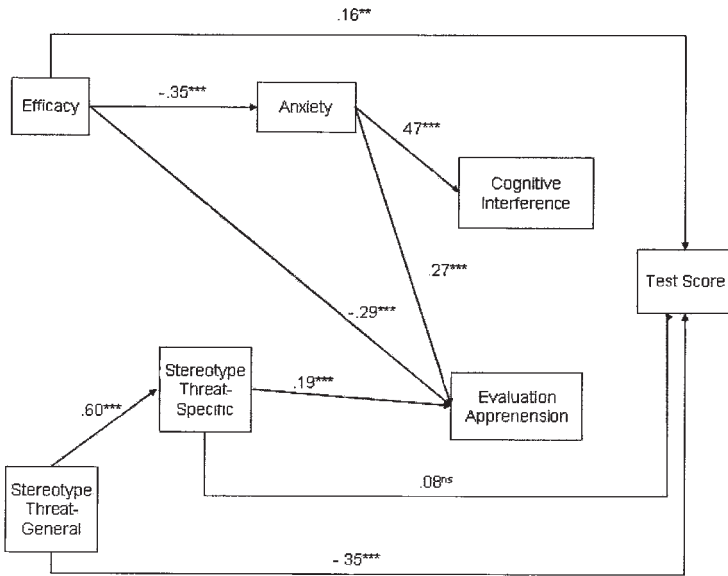 .16**
Efficacy
-.35***
Anxiety
47***
Cognitive
Interference
Test Score
.27***
-.29***
Stereotype
Threat-
Specific
.19***
Evaluation
Apprenension
.60***
Stereotype
Threat-
General
.08ns
-.35***